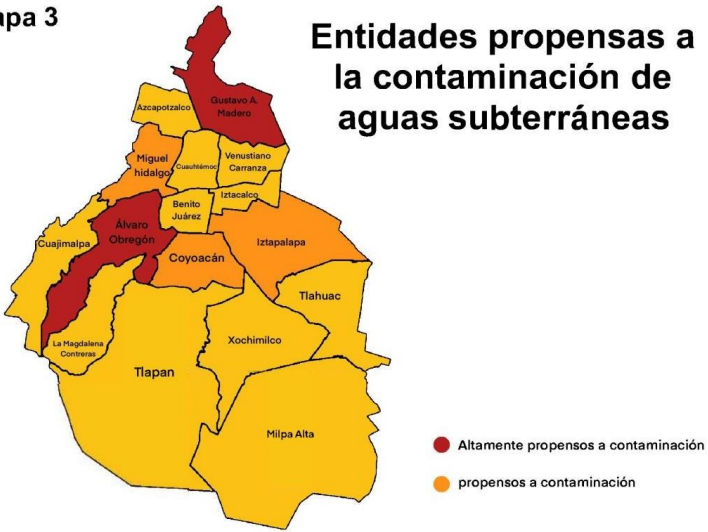 apa 3
Entidades propensas a
la contaminación de
aguas subterráneas
Gustavo A.
Madero
Azcapotzalco
Miguel
hidalgo
Cuauhtémoc
Venustiano
Carranza
Iztacalco
Benito
Juárez
Álvaro
Obregón
Cuajimalpa
Coyoacán
Iztapalapa
Tlahuac
La Magdalena
Contreras
Tlapan
Xochimilco
Milpa Alta
Altamente propensos a contaminación
propensos a contaminación